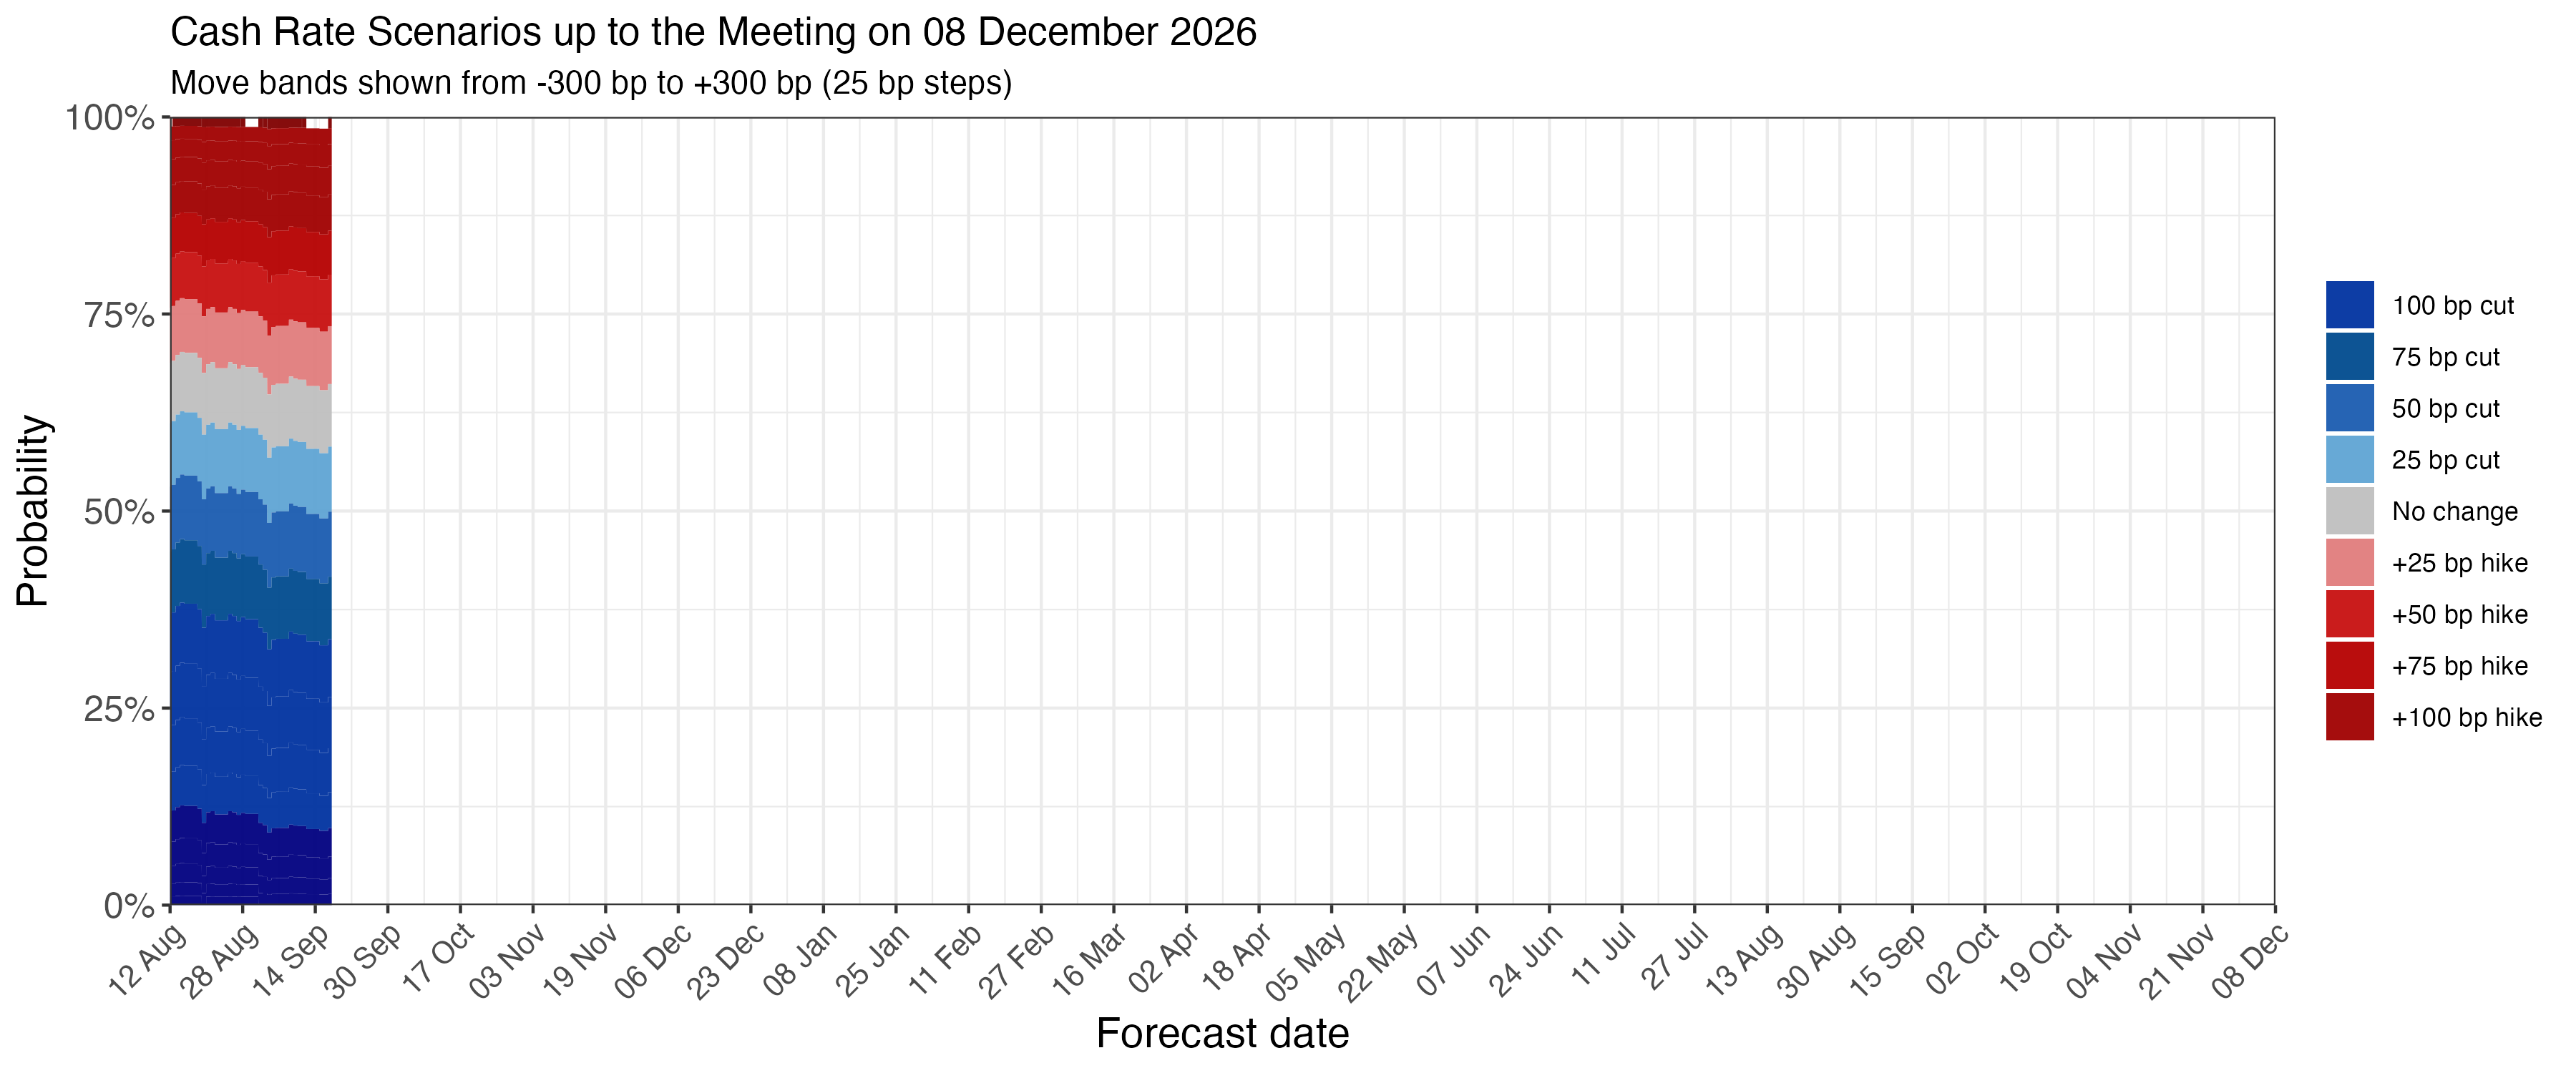 Cash Rate Scenarios up to the Meeting on 08 December 2026
Move bands shown from -300 bp to +300 bp (25 bp steps)
Probability
100%
75%
50%
25%
0%
12 Aug
28 Aug
14 Sep
30 Sep
17 Oct
03 Nov
19 Nov
06 Dec
23 Dec
08 Jan
25 Jan
11 Feb
27 Feb
16 Mar
02 Apr
18 Apr
05 May
22 May
07 Jun
24 Jun
11 Jul
27 Jul
13 Aug
30 Aug
15 Sep
02 Oct
19 Oct
04 Nov
21 Nov
08 Dec
Forecast date
100 bp cut
75 bp cut
50 bp cut
25 bp cut
No change
+25 bp hike
+50 bp hike
+75 bp hike
+100 bp hike